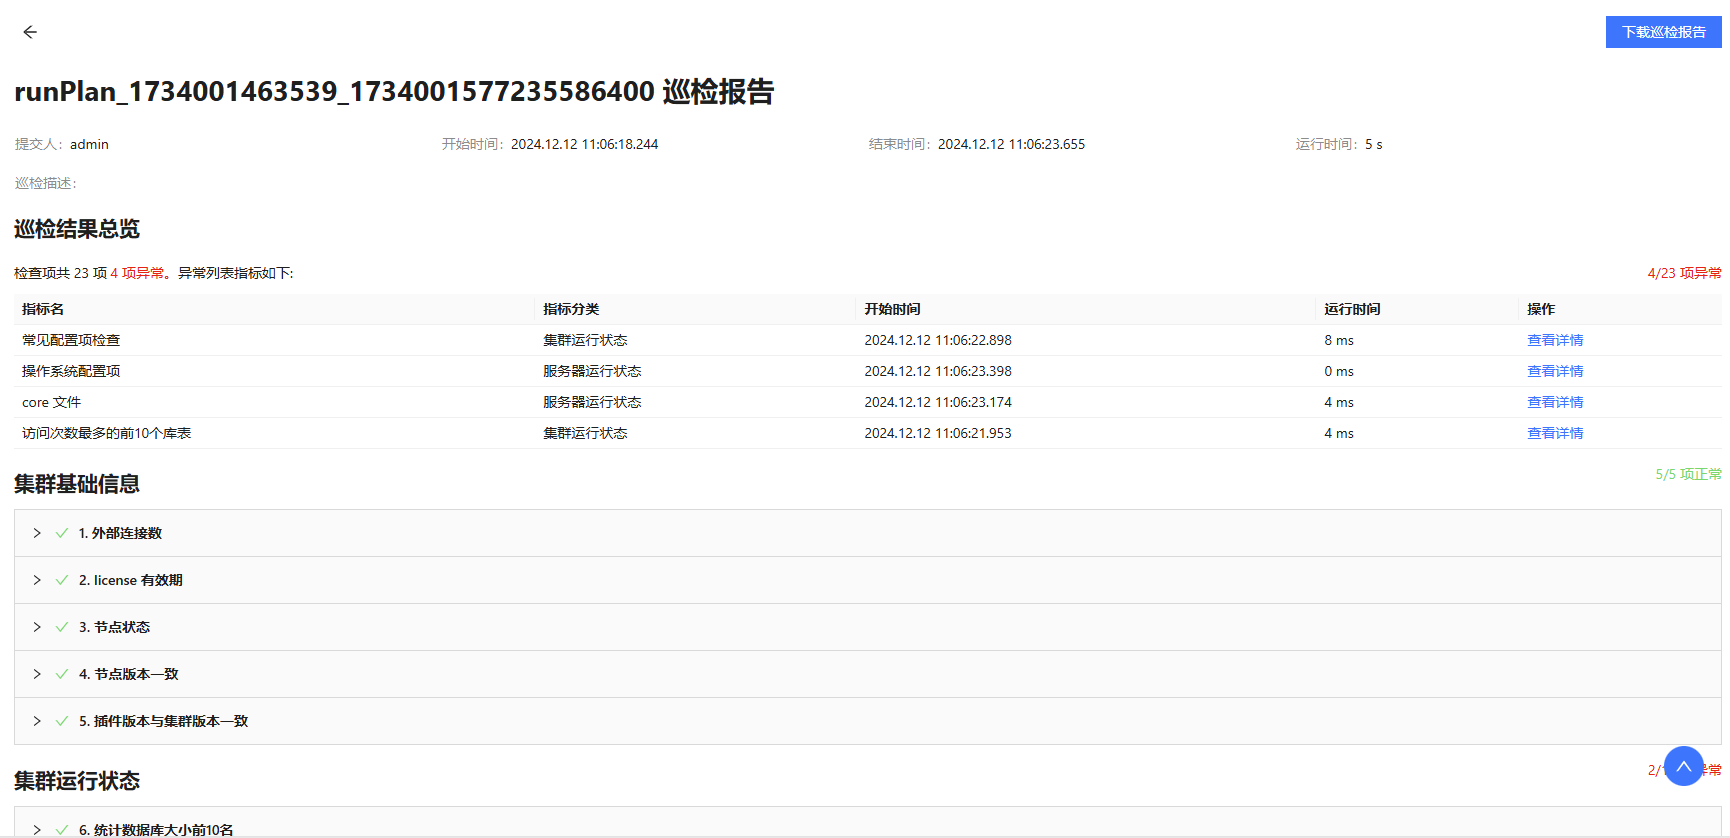 下载巡检报告
runPlan_1734001463539_1734001577235586400 巡检报告
提交人: admin 开始时间: 2024.12.12 11:06:18.244 结束时间: 2024.12.12 11:06:23.655 运行时间: 5 s
巡检描述:
巡检结果总览
检查项共 23 项 4 项异常。异常列表指标如下: 4/23 项异常
指标名 指标分类 开始时间 运行时间 操作
常见配置项检查 集群运行状态 2024.12.12 11:06:22.898 8 ms 查看详情
操作系统配置项 服务器运行状态 2024.12.12 11:06:23.398 0 ms 查看详情
core 文件 服务器运行状态 2024.12.12 11:06:23.174 4 ms 查看详情
访问次数最多的前10个库表 集群运行状态 2024.12.12 11:06:21.953 4 ms 查看详情
集群基础信息 5/5 项正常
1. 外部连接数
2. license 有效期
3. 节点状态
4. 节点版本一致
5. 插件版本与集群版本一致
集群运行状态 2/ 异常
6. 统计数据库大小前10名